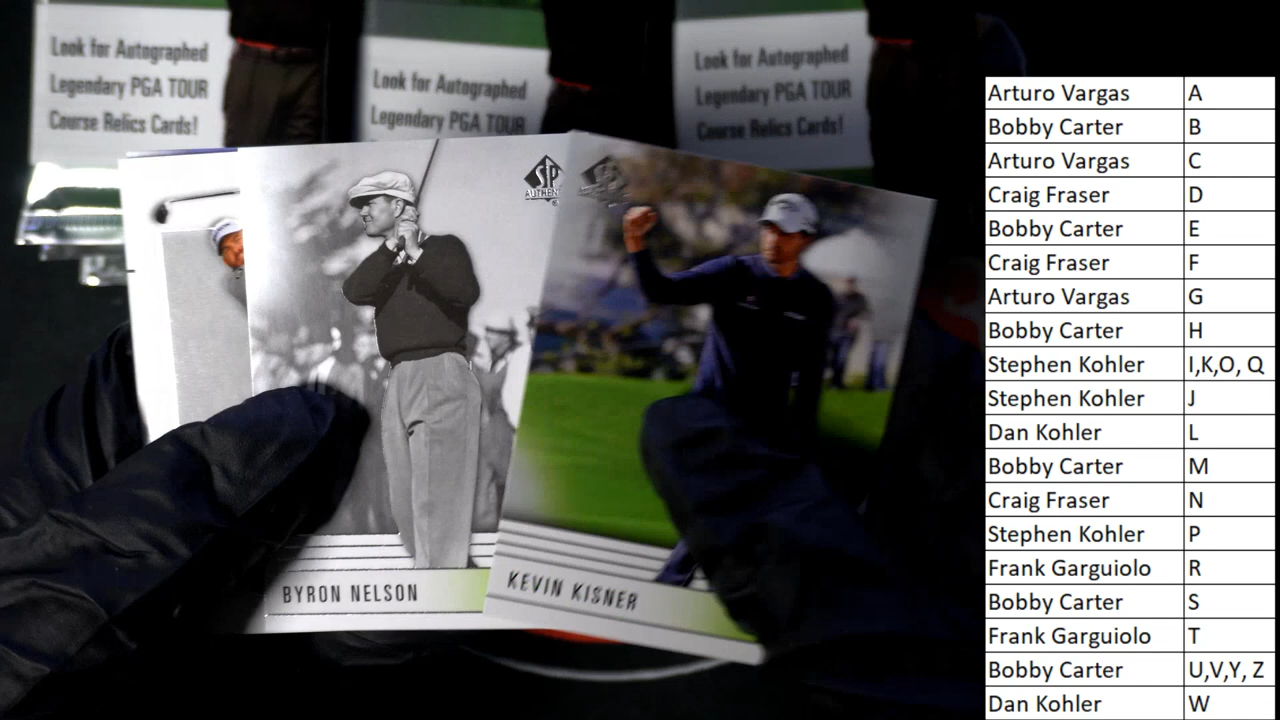 Look for Autographed
Legendary PGA TOUR
Course Relics Cards!
Look for Autographed
Legendary PGA TOUR
Look for Autographed
Legendary PGA TOUR
Course Relics Cards!
SP
AUTHEN
BYRON NELSON
KEVIN KISNER
Arturo Vargas A
Bobby Carter B
Arturo Vargas C
Craig Fraser D
Bobby Carter E
Craig Fraser F
Arturo Vargas G
Bobby Carter H
Stephen Kohler I,K,O, Q
Stephen Kohler J
Dan Kohler L
Bobby Carter M
Craig Fraser N
Stephen Kohler P
Frank Garguiolo R
Bobby Carter S
Frank Garguiolo T
Bobby Carter U,V,Y, Z
Dan Kohler W